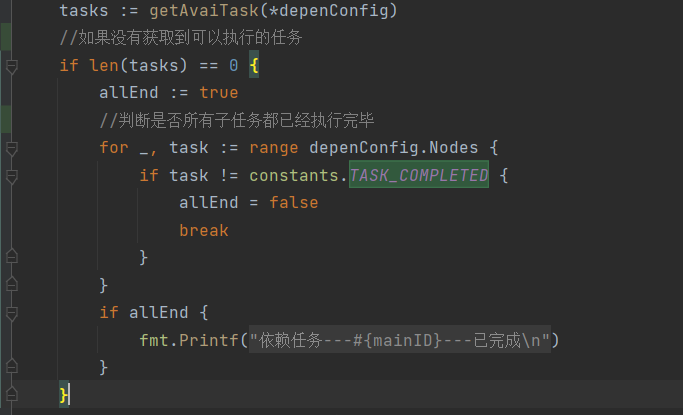 tasks := getAvaiTask(*depenConfig)
//如果没有获取到可以执行的任务
if len(tasks) == 0 {
allEnd := true
//判断是否所有子任务都已经执行完毕
for _, task := range depenConfig.Nodes {
if task != constants.TASK_COMPLETED {
allEnd = false
break
}
}
if allEnd {
fmt.Printf("依赖任务---#{mainID}---已完成\n")
}
}